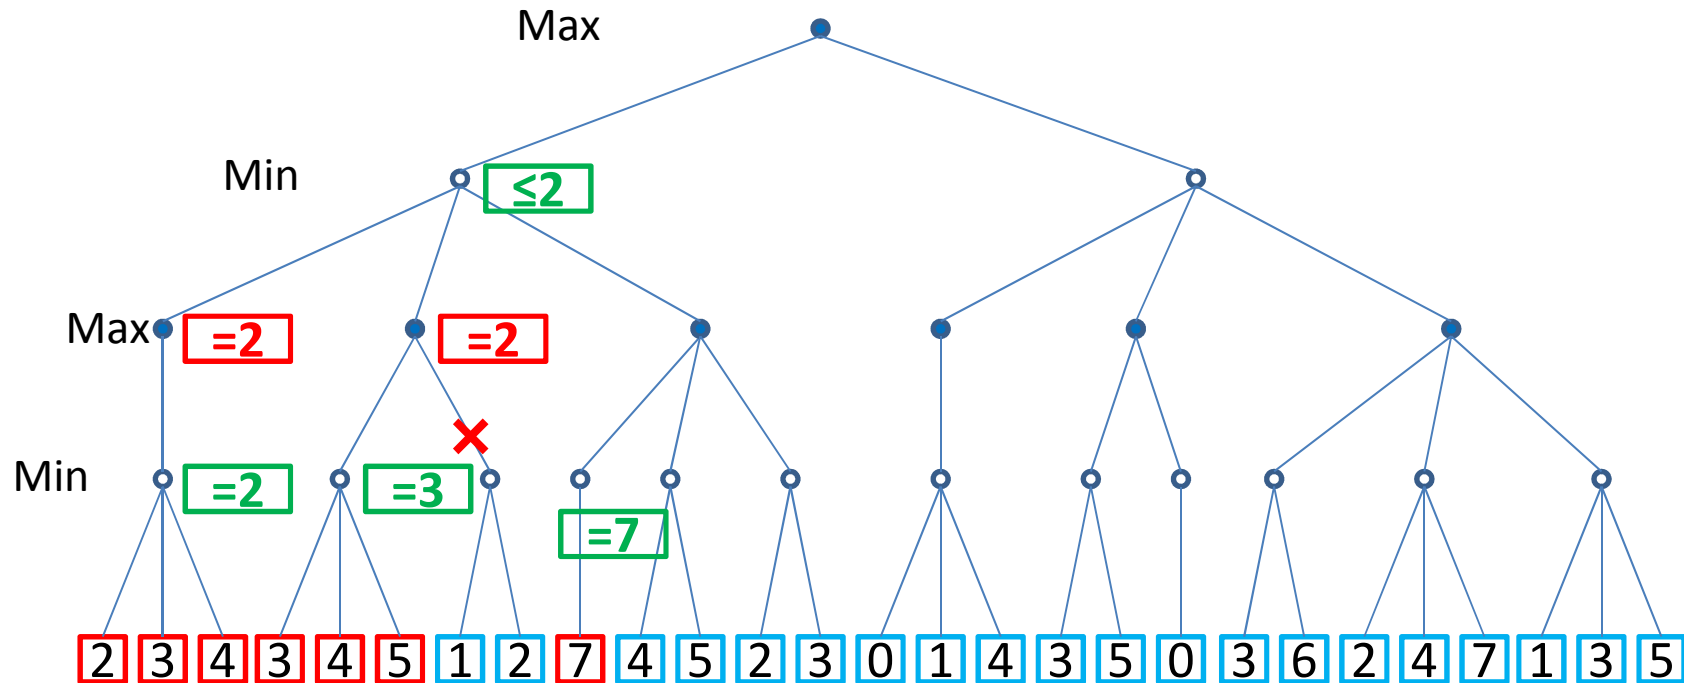 Max
Min ≤2
Max =2 =2
Min =2 =3
=7
2 3 4 3 4 5 1 2 7 4 5 2 3 0 1 4 3 5 0 3 6 2 4 7 1 3 5